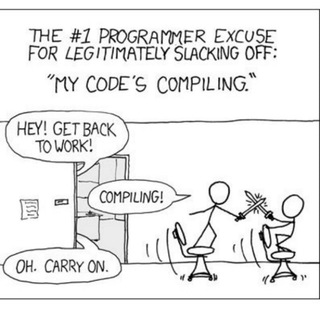 THE #1 PROGRAMMER EXCUSE
FOR LEGITIMATELY SLACKING OFF:
"MY CODE'S COMPILING."
HEY! GET BACK
TO WORK!
COMPILING!
OH. CARRY ON.